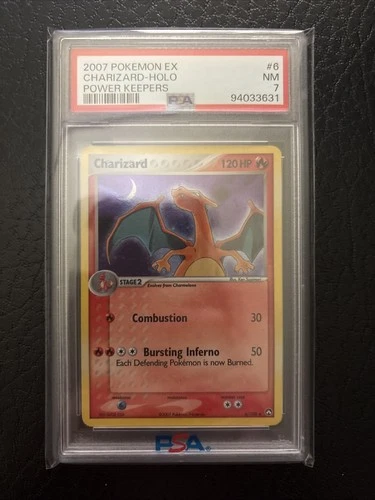 2007 POKEMON EX #6
CHARIZARD-HOLO NM
POWER KEEPERS 7
PSA 94033631
Charizard 120 HP
STAGE 2
Evolves from Charmeleon
Combustion 30
Bursting Inferno 50
Each Defending Pokémon is now Burned.
PSA